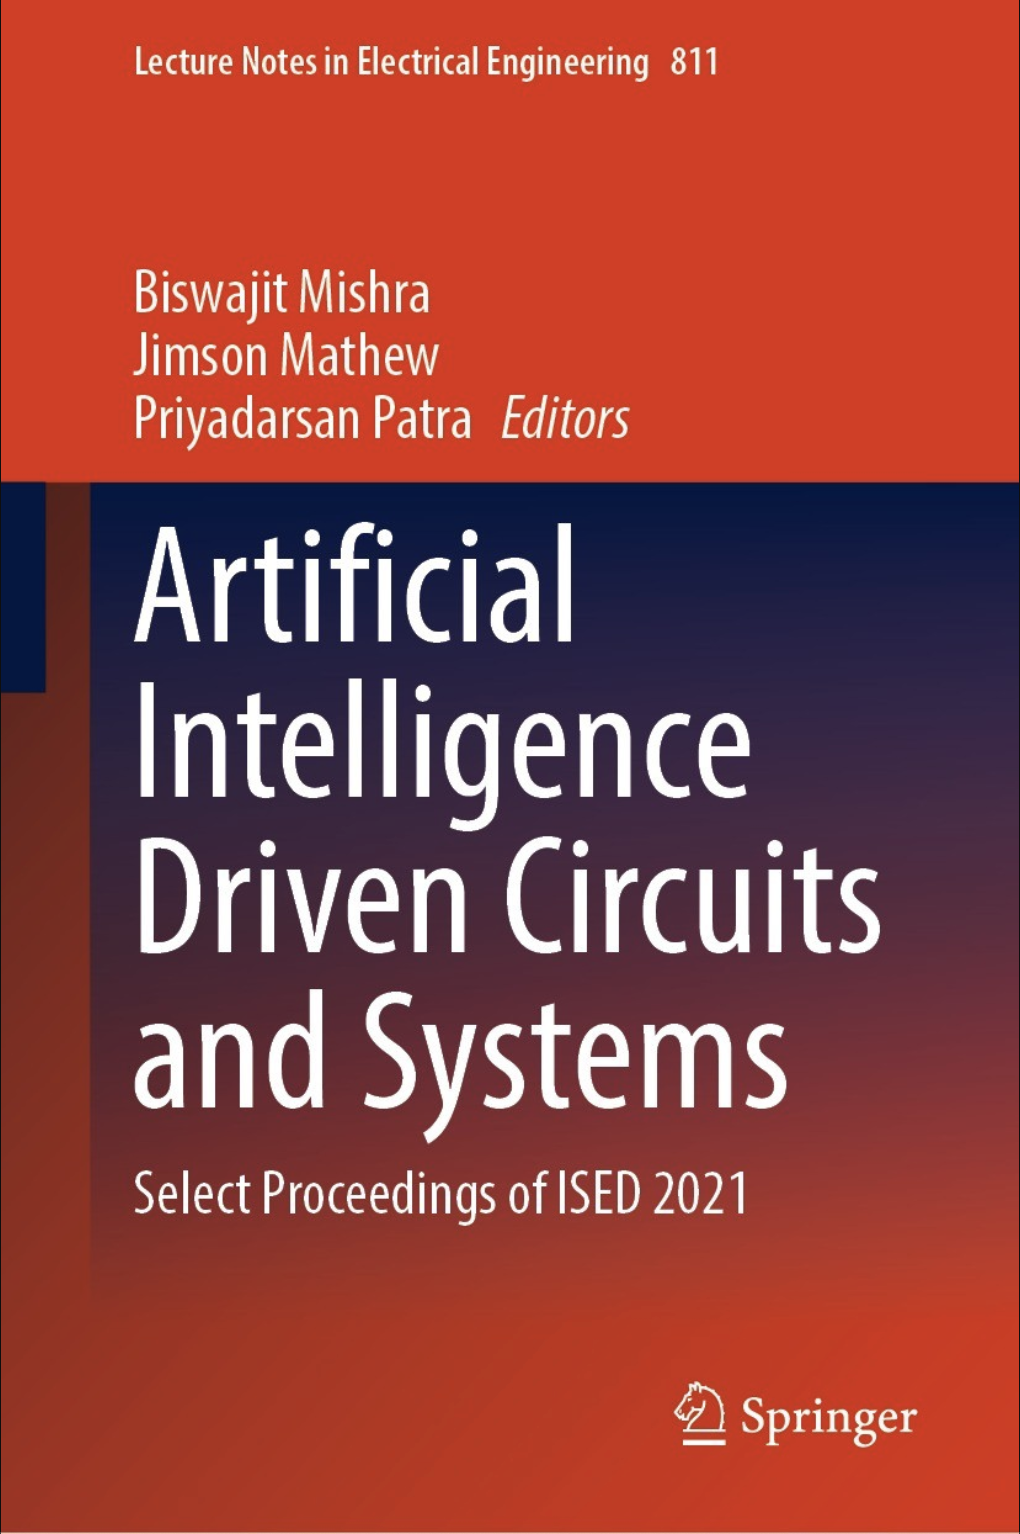 Lecture Notes in Electrical Engineering 811
Biswajit Mishra
Jimson Mathew
Priyadarsan Patra Editors
Artificial
Intelligence
Driven Circuits
and Systems
Select Proceedings of ISED 2021
Springer